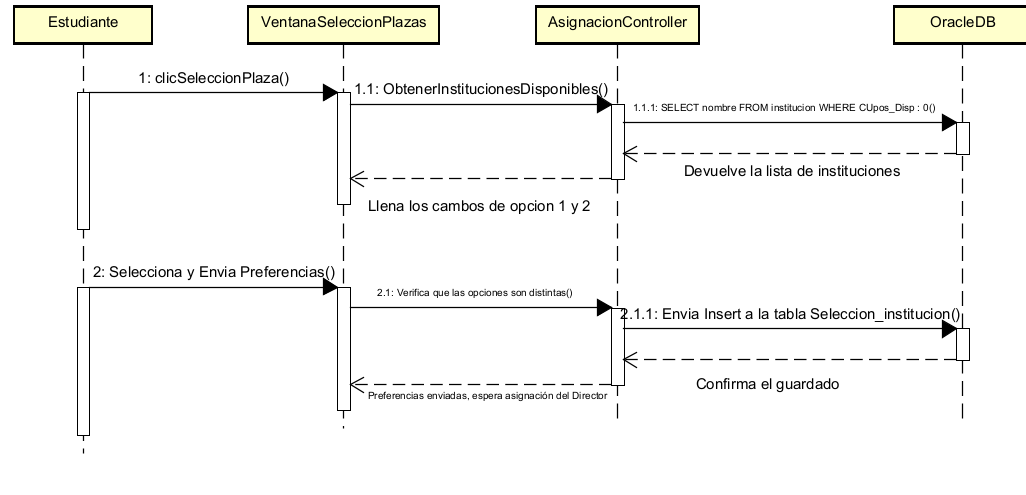 Estudiante
VentanaSeleccionPlazas
AsignacionController
OracleDB
1: clicSeleccionPlaza()
1.1: ObtenerInstitucionesDisponibles()
1.1.1: SELECT nombre FROM institucion WHERE CUpos_Disp : 0()
Devuelve la lista de instituciones
Llena los cambos de opcion 1 y 2
2: Selecciona y Envia Preferencias()
2.1: Verifica que las opciones son distintas()
2.1.1: Envia Insert a la tabla Seleccion_institucion()
Confirma el guardado
Preferencias enviadas, espera asignación del Director